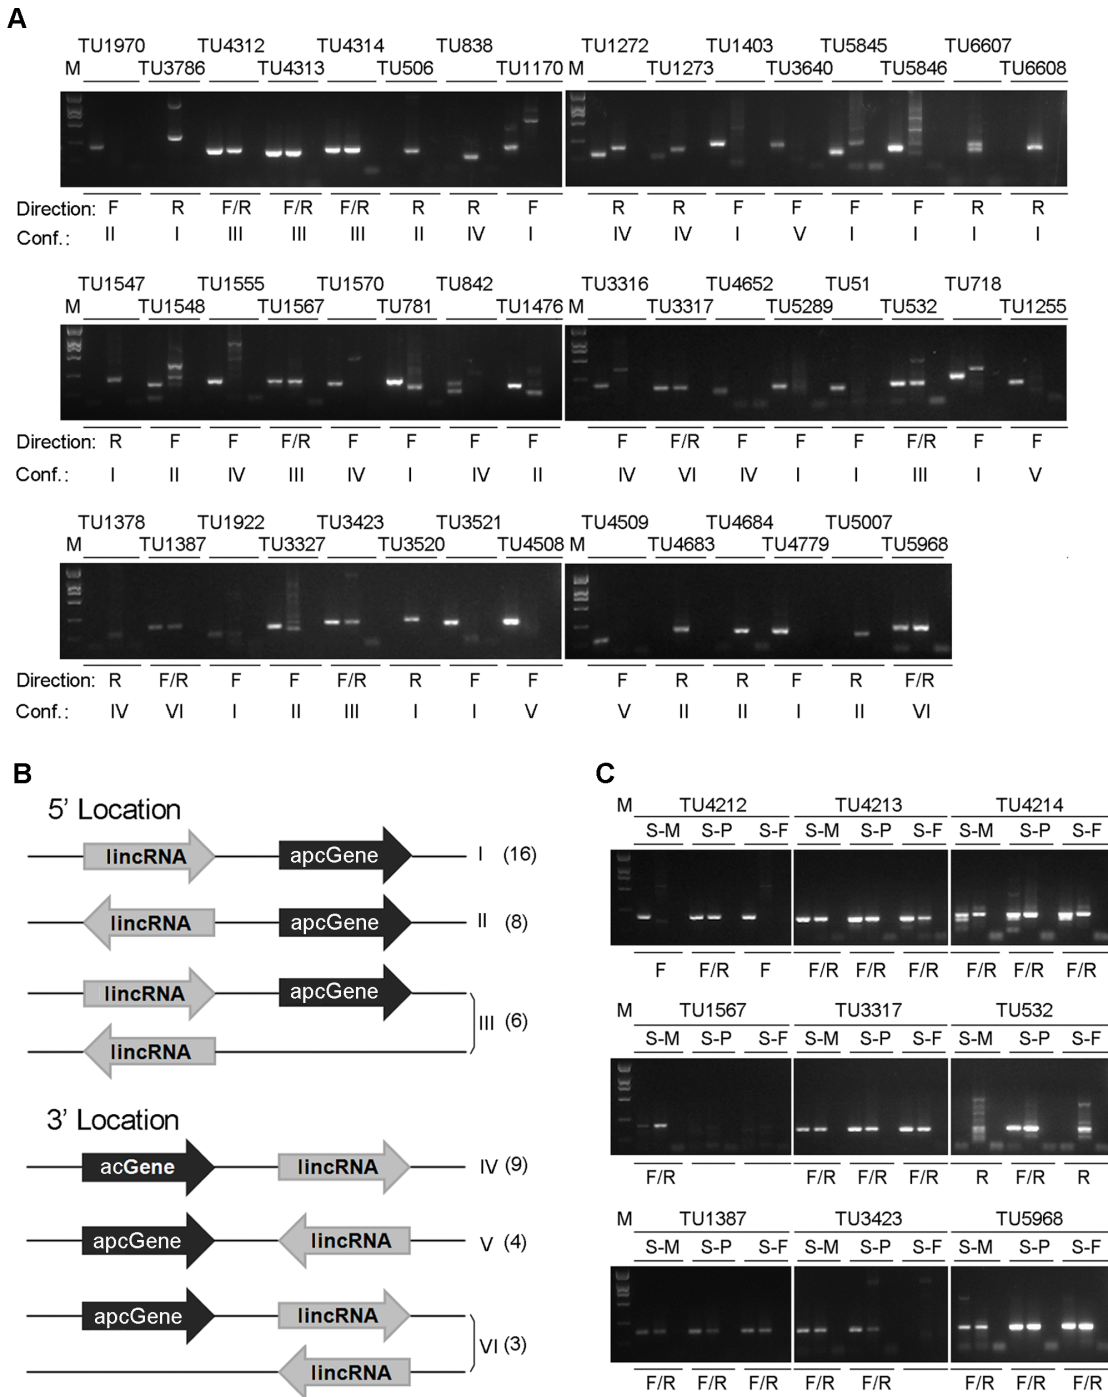 A
TU1970 TU4312 TU4314 TU838 TU1272 TU1403 TU5845 TU6607
M TU3786 TU4313 TU506 TU1170 M TU1273 TU3640 TU5846 TU6608
Direction: F R F/R F/R F/R R R F R R F F F F R R
Conf.: II I III III III II IV I IV IV I V I I I I
TU1547 TU1555 TU1570 TU842 TU3316 TU4652 TU51 TU718
M TU1548 TU1567 TU781 TU1476 M TU3317 TU5289 TU532 TU1255
Direction: R F F F/R F F F F F F/R F F F F/R F F
Conf.: I II IV III IV I IV II IV VI IV I I III I V
TU1378 TU1922 TU3423 TU3521 TU4509 TU4684 TU5007
M TU1387 TU3327 TU3520 TU4508 M TU4683 TU4779 TU5968
Direction: R F/R F F F/R R F F F R R F R F/R
Conf.: IV VI I II III I I V V II II I II VI
B
5' Location
lincRNA apcGene I (16)
lincRNA apcGene II (8)
lincRNA apcGene
III (6)
lincRNA
3' Location
acGene lincRNA IV (9)
apcGene lincRNA V (4)
apcGene lincRNA
VI (3)
lincRNA
C
M TU4212 TU4213 TU4214
S-M S-P S-F S-M S-P S-F S-M S-P S-F
F F/R F F/R F/R F/R F/R F/R F/R
M TU1567 TU3317 TU532
S-M S-P S-F S-M S-P S-F S-M S-P S-F
F/R F/R F/R F/R R F/R R
M TU1387 TU3423 TU5968
S-M S-P S-F S-M S-P S-F S-M S-P S-F
F/R F/R F/R F/R F/R F/R F/R F/R